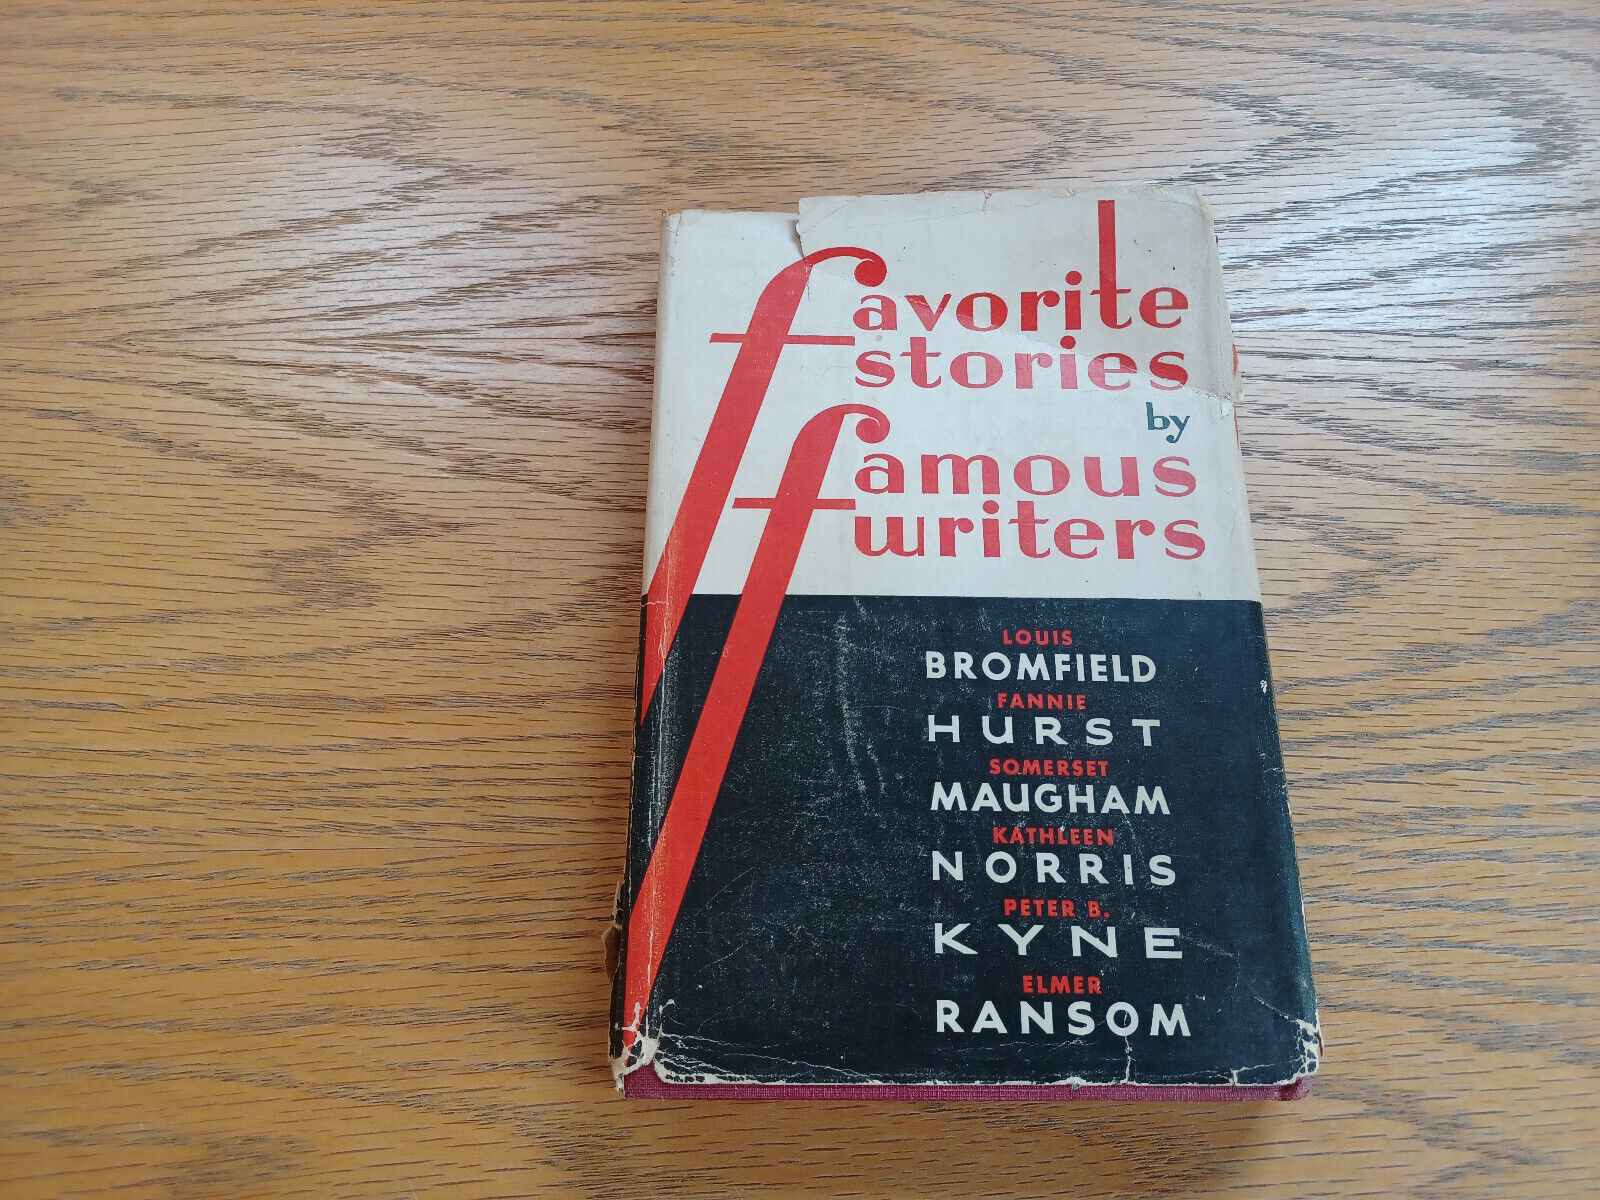 favorite
stories
by
famous
writers
LOUIS
BROMFIELD
FANNIE
HURST
SOMERSET
MAUGHAM
KATHLEEN
NORRIS
PETER B.
KYNE
ELMER
RANSOM